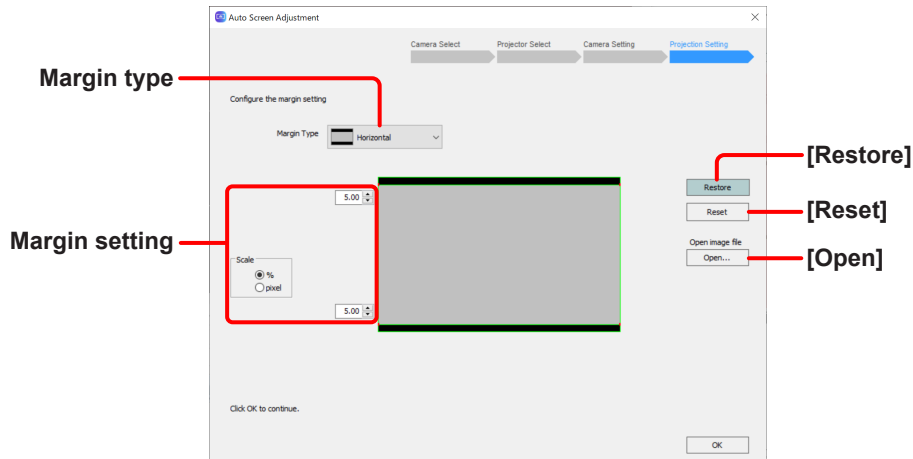 Auto Screen Adjustment
Camera Select
Projector Select
Camera Setting
Projection Setting
Margin type
Configure the margin setting
Margin Type
Horizontal
[Restore]
Restore
5.00
[Reset]
Reset
Margin setting
Open image file
[Open]
Open...
Scale
%
pixel
5.00
Click OK to continue.
OK